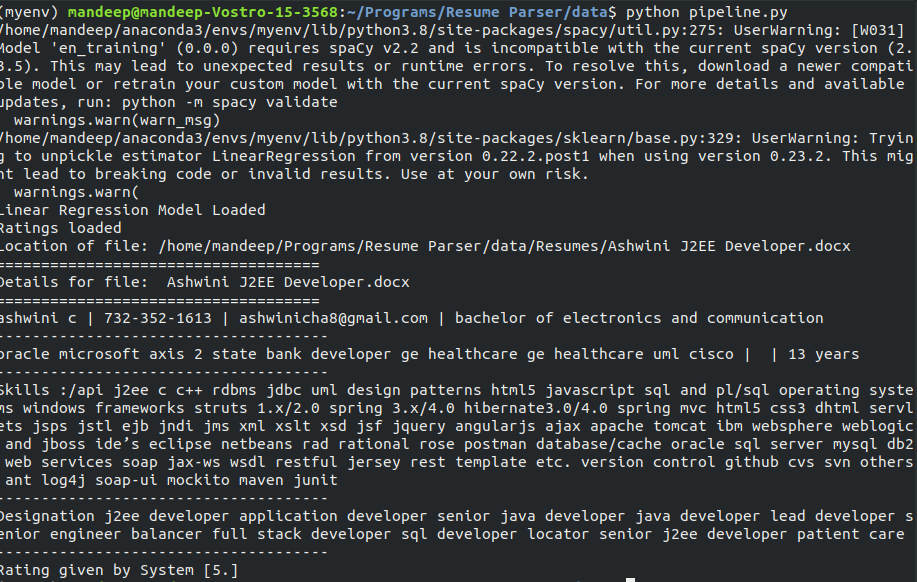 (myenv) mandeep@mandeep-Vostro-15-3568:~/Programs/Resume Parser/data$ python pipeline.py
/home/mandeep/anaconda3/envs/myenv/lib/python3.8/site-packages/spacy/util.py:275: UserWarning: [W031]
Model 'en_training' (0.0.0) requires spaCy v2.2 and is incompatible with the current spaCy version (2.
3.5). This may lead to unexpected results or runtime errors. To resolve this, download a newer compati
ble model or retrain your custom model with the current spaCy version. For more details and available
updates, run: python -m spacy validate
warnings.warn(warn_msg)
/home/mandeep/anaconda3/envs/myenv/lib/python3.8/site-packages/sklearn/base.py:329: UserWarning: Tryin
g to unpickle estimator LinearRegression from version 0.22.2.post1 when using version 0.23.2. This mig
ht lead to breaking code or invalid results. Use at your own risk.
warnings.warn(
Linear Regression Model Loaded
Ratings loaded
Location of file: /home/mandeep/Programs/Resume Parser/data/Resumes/Ashwini J2EE Developer.docx
====================================
Details for file:  Ashwini J2EE Developer.docx
====================================
ashwini c | 732-352-1613 | ashwinicha8@gmail.com | bachelor of electronics and communication
-------------------------------------
oracle microsoft axis 2 state bank developer ge healthcare ge healthcare uml cisco |  | 13 years
-------------------------------------
Skills :/api j2ee c c++ rdbms jdbc uml design patterns html5 javascript sql and pl/sql operating syste
ms windows frameworks struts 1.x/2.0 spring 3.x/4.0 hibernate3.0/4.0 spring mvc html5 css3 dhtml servl
ets jsps jstl ejb jndi jms xml xslt xsd jsf jquery angularjs ajax apache tomcat ibm websphere weblogic
and jboss ide’s eclipse netbeans rad rational rose postman database/cache oracle sql server mysql db2
web services soap jax-ws wsdl restful jersey rest template etc. version control github cvs svn others
ant log4j soap-ui mockito maven junit
-------------------------------------
Designation j2ee developer application developer senior java developer java developer lead developer s
enior engineer balancer full stack developer sql developer locator senior j2ee developer patient care
-------------------------------------
Rating given by System [5.]